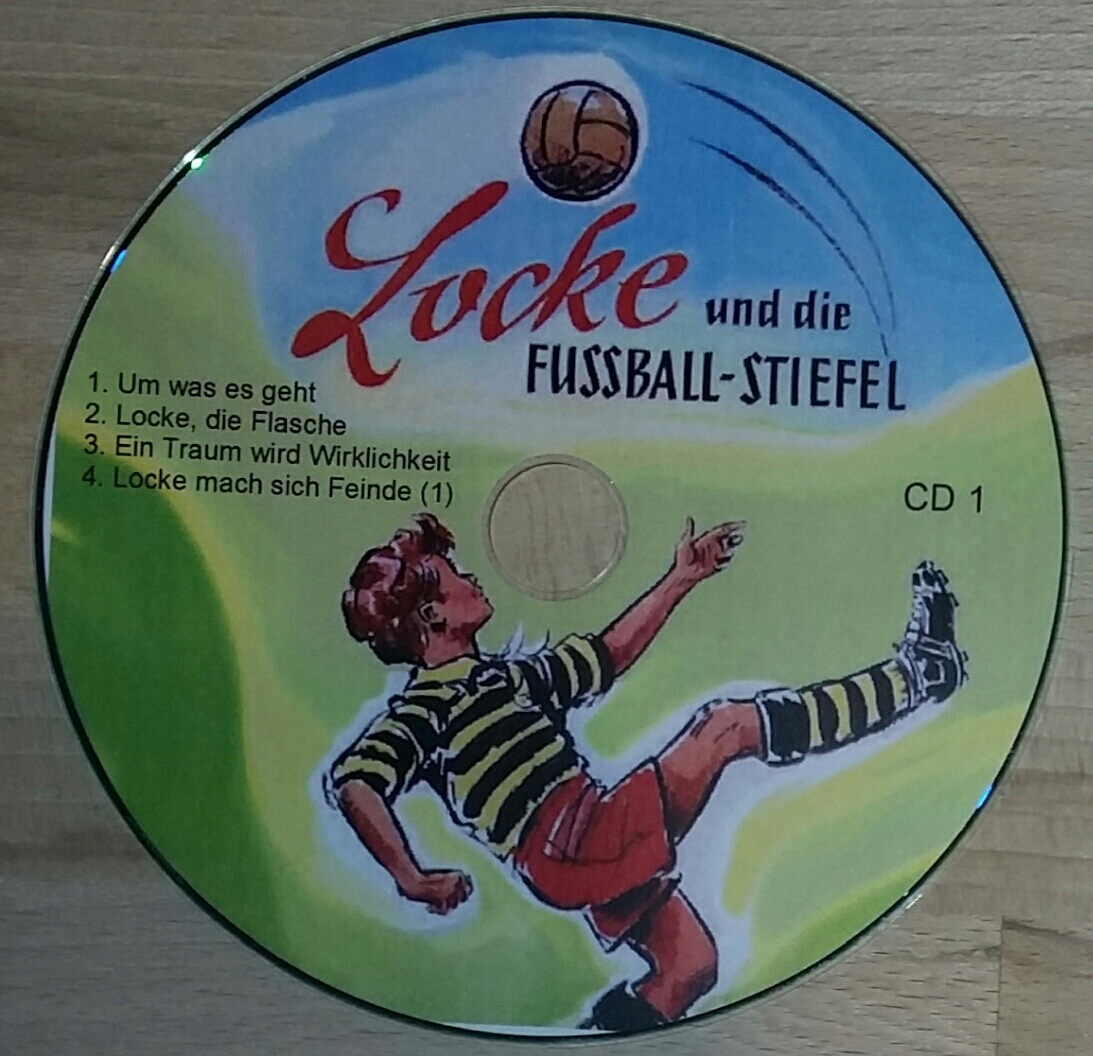 Locke und die
FUSSBALL-STIEFEL
1. Um was es geht
2. Locke, die Flasche
3. Ein Traum wird Wirklichkeit
4. Locke mach sich Feinde (1)
CD 1